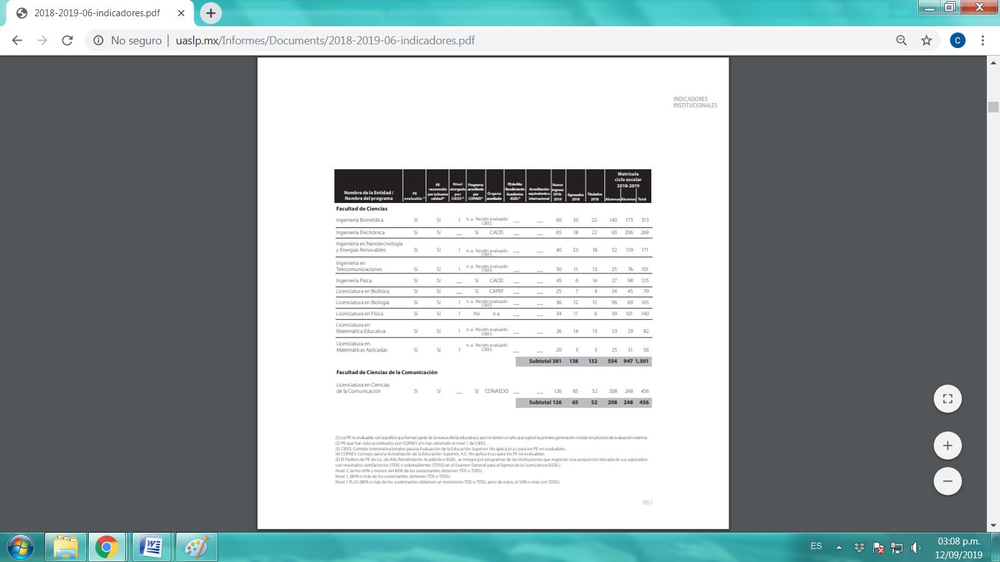 2018-2019-06-indicadores.pdf
No seguro | uaslp.mx/Informes/Documents/2018-2019-06-indicadores.pdf
C
INDICADORES
INSTITUCIONALES
Nombre de la Entidad / Nombre del programa | PE evaluable (1) | PE reconocido por su buena calidad(2) | Nivel otorgado por CIEES(3) | Programa acreditado por COPAES(4) | Órgano acreditador | PE de Alto Rendimiento Académico -EGEL(5) | Acreditación equivalente a internacional | Nuevo ingreso 2018-2019 | Egresados 2018 | Titulados 2018 | Matrícula ciclo escolar 2018-2019 Alumnas Alumnos Total
Facultad de Ciencias
Ingeniería Biomédica Sí Sí 1 n. a. Recién evaluado CIEES __ __ 60 33 22 140 173 313
Ingeniería Electrónica Sí Sí __ Sí CACEI __ __ 65 18 22 63 206 269
Ingeniería en Nanotecnología
y Energías Renovables Sí Sí 1 n. a. Recién evaluado CIEES __ __ 40 23 18 52 119 171
Ingeniería en
Telecomunicaciones Sí Sí 1 n. a. Recién evaluado CIEES __ __ 30 11 13 25 76 101
Ingeniería Física Sí Sí __ Sí CACEI __ __ 45 6 14 27 98 125
Licenciatura en Biofísica Sí Sí __ Sí CAPEF __ __ 25 7 4 34 45 79
Licenciatura en Biología Sí Sí 1 n. a. Recién evaluado CIEES __ __ 36 12 15 96 69 165
Licenciatura en Física Sí Sí 1 No n.a. __ __ 34 11 6 39 101 140
Licenciatura en
Matemática Educativa Sí Sí 1 n. a. Recién evaluado CIEES __ __ 26 14 13 53 29 82
Licenciatura en
Matemáticas Aplicadas Sí Sí 1 n. a. Recién evaluado CIEES __ __ 20 3 5 25 31 56
Subtotal 381 138 132 554 947 1,501
Facultad de Ciencias de la Comunicación
Licenciatura en Ciencias
de la Comunicación Sí Sí __ Sí CONAEDO __ __ 126 65 52 208 248 456
Subtotal 126 65 52 208 248 456
(1) Los PE no evaluable, son aquellos que forman parte de la nueva oferta educativa y aun no tienen un año que egresó la primera generación o están en proceso de evaluación externa.
(2) PE que han sido acreditados por COPAES y/o han obtenido el nivel 1 de CIEES.
(3) CIEES: Comités Interinstitucionales para la Evaluación de la Educación Superior. No aplica (n.a.) para los PE no evaluables.
(4) COPAES: Consejo para la Acreditación de la Educación Superior, A.C. No aplica (n.a.) para los PE no evaluables.
(5) El Padrón de PE de Lic. de Alto Rendimiento Académico-EGEL, se integra por programas de las instituciones que registran una proporción elevada de sus egresados
con resultados satisfactorios (TDS) o sobresalientes (TDSS) en el Examen General para el Egreso de la Licenciatura (EGEL).
Nivel 2, (entre 60% y menos del 80% de los sustentantes obtienen TDS o TDSS)
Nivel 1, (80% o más de los sustentantes obtienen TDS o TDSS)
Nivel 1 PLUS (80% o más de los sustentantes obtienen un testimonio TDS o TDSS, pero de estos, el 50% o mas son TDSS).
961
ES
03:08 p.m.
12/09/2019